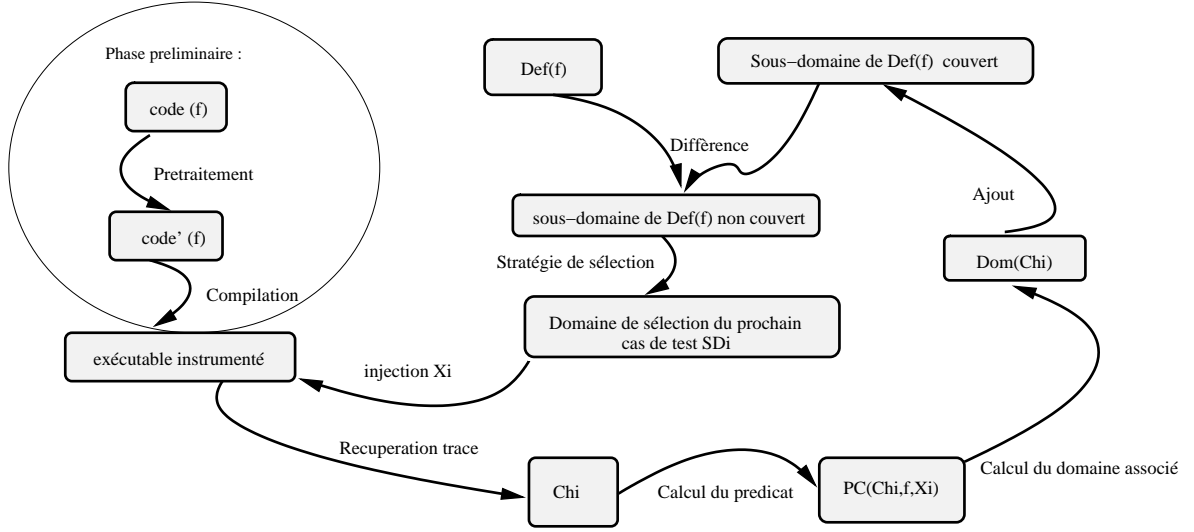 Phase preliminaire :
code (f)
Pretraitement
code' (f)
Compilation
exécutable instrumenté
Def(f)
Sous−domaine de Def(f) couvert
Diffèrence
sous−domaine de Def(f) non couvert
Stratégie de sélection
Domaine de sélection du prochain
cas de test SDi
injection Xi
Ajout
Dom(Chi)
Recuperation trace
Chi
Calcul du predicat
PC(Chi,f,Xi)
Calcul du domaine associé